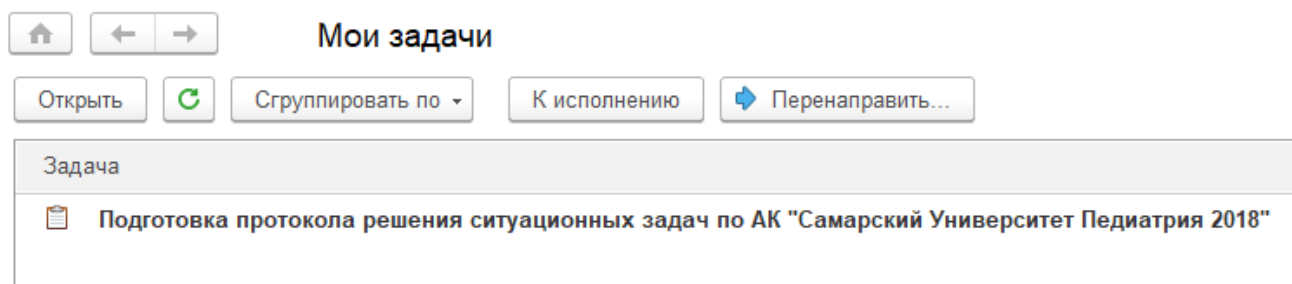 Мои задачи
Открыть Сгруппировать по К исполнению Перенаправить...
Задача
Подготовка протокола решения ситуационных задач по АК "Самарский Университет Педиатрия 2018"